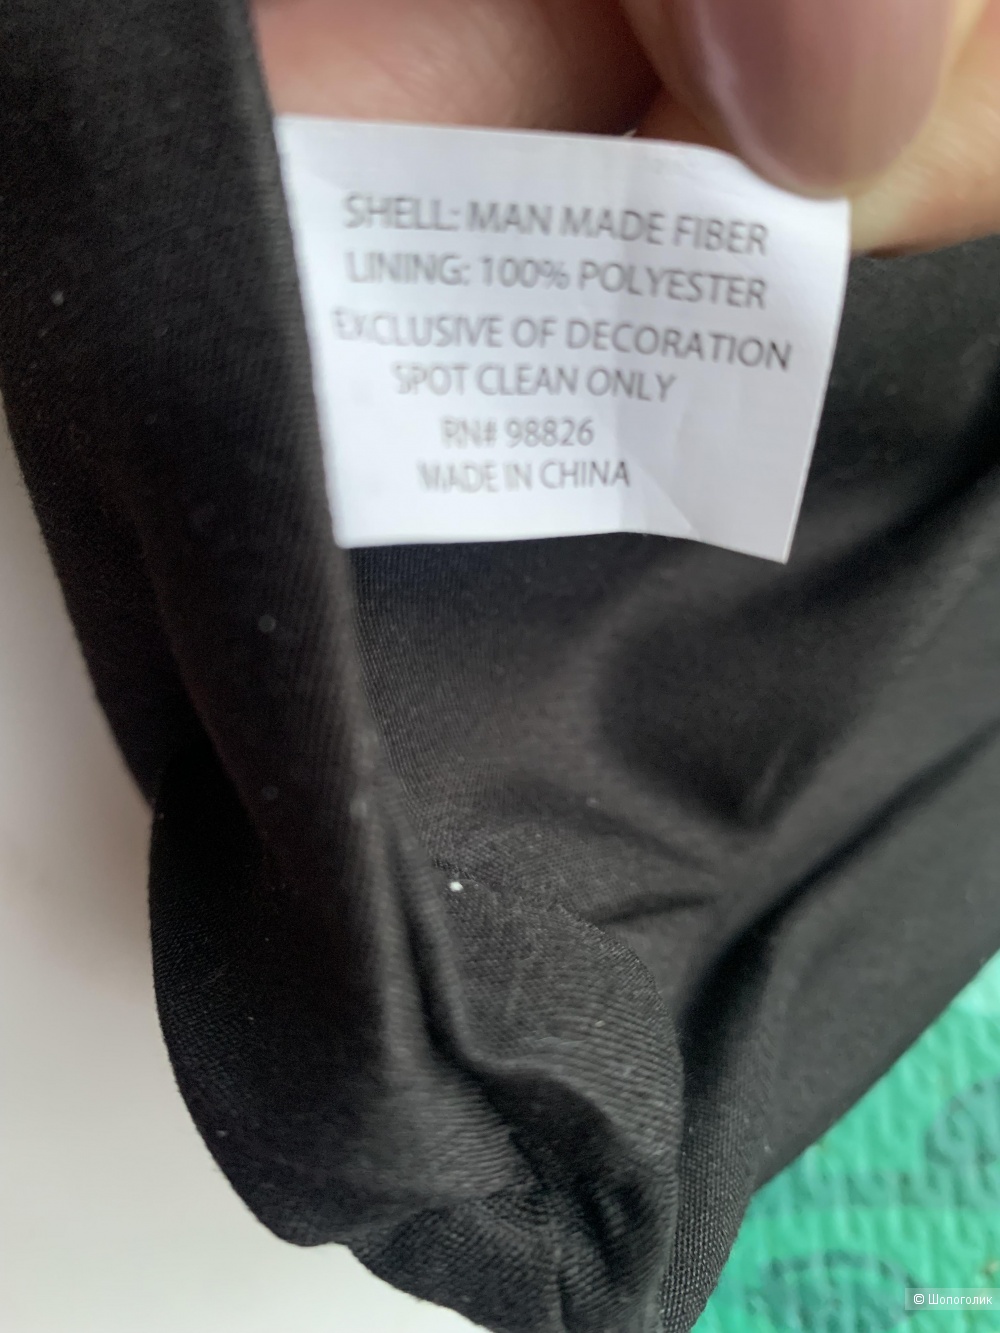 SHELL: MAN MADE FIBER
LINING: 100% POLYESTER
EXCLUSIVE OF DECORATION
SPOT CLEAN ONLY
RN# 98826
MADE IN CHINA
© Шопоголик